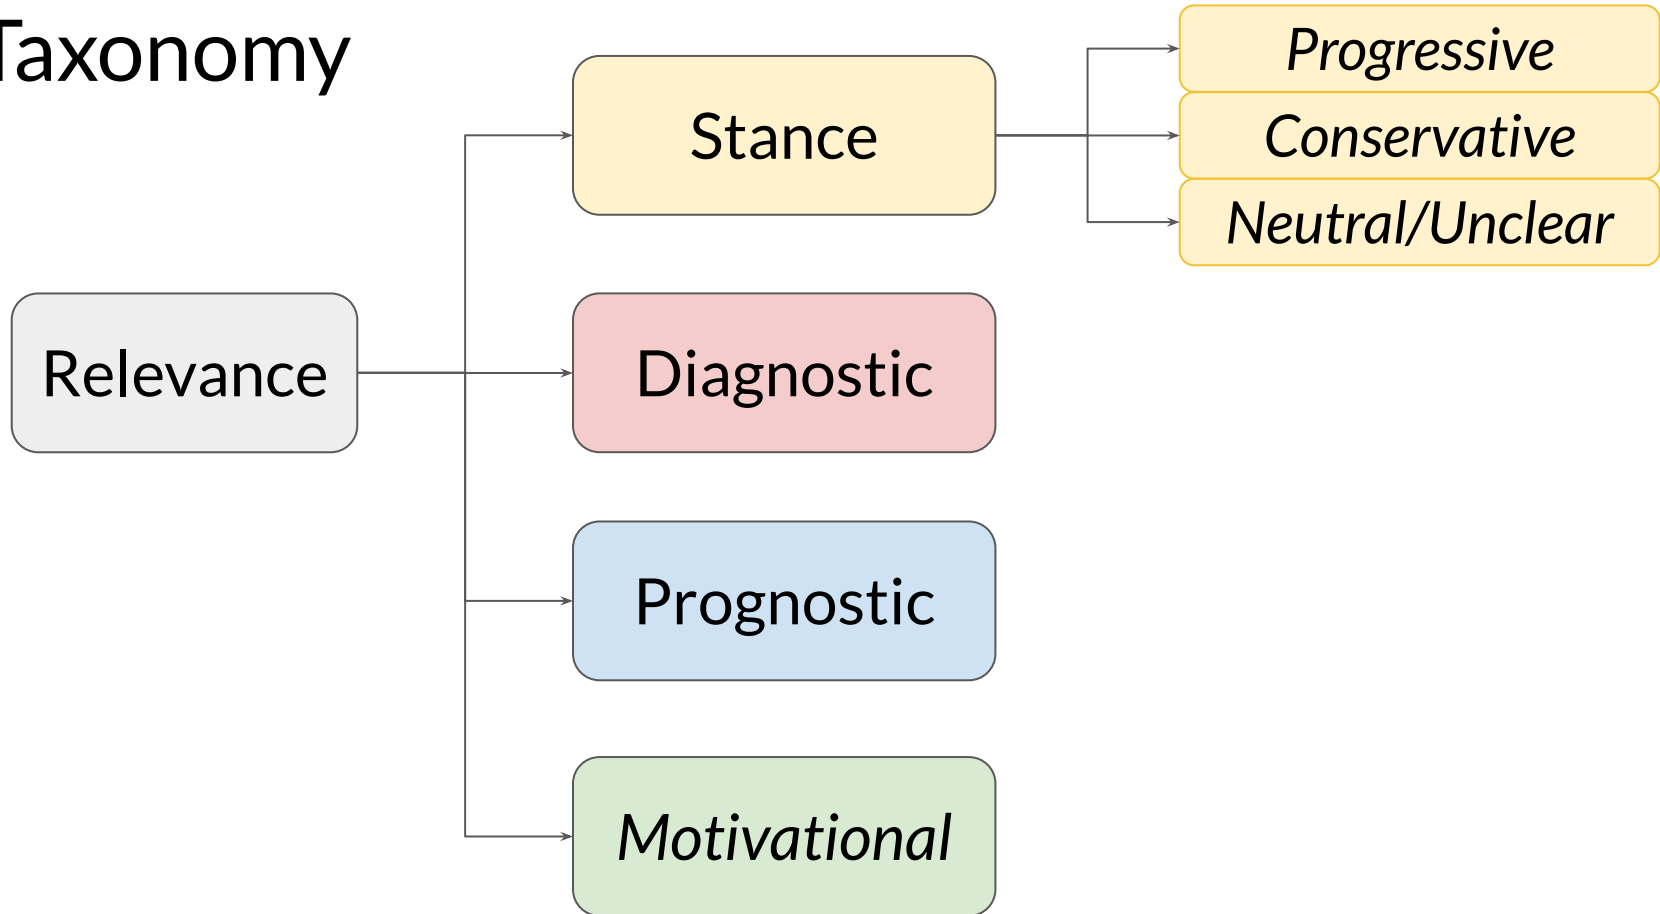 Taxonomy
Stance
Progressive
Conservative
Neutral/Unclear
Relevance
Diagnostic
Prognostic
Motivational